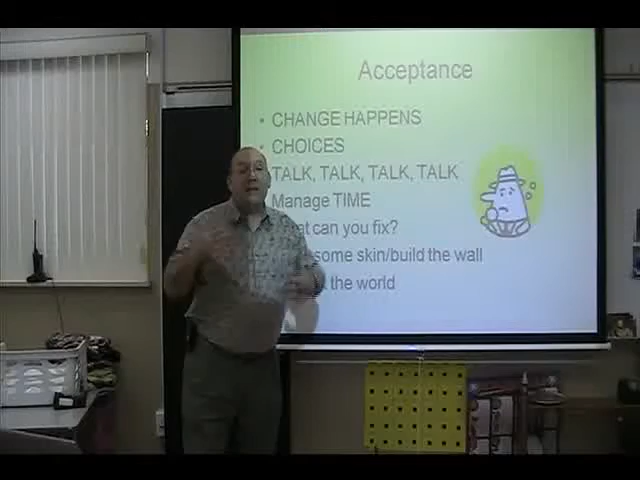 Acceptance
• CHANGE HAPPENS
• CHOICES
TALK, TALK, TALK, TALK
Manage TIME
can you fix?
some skin/build the wall
the world